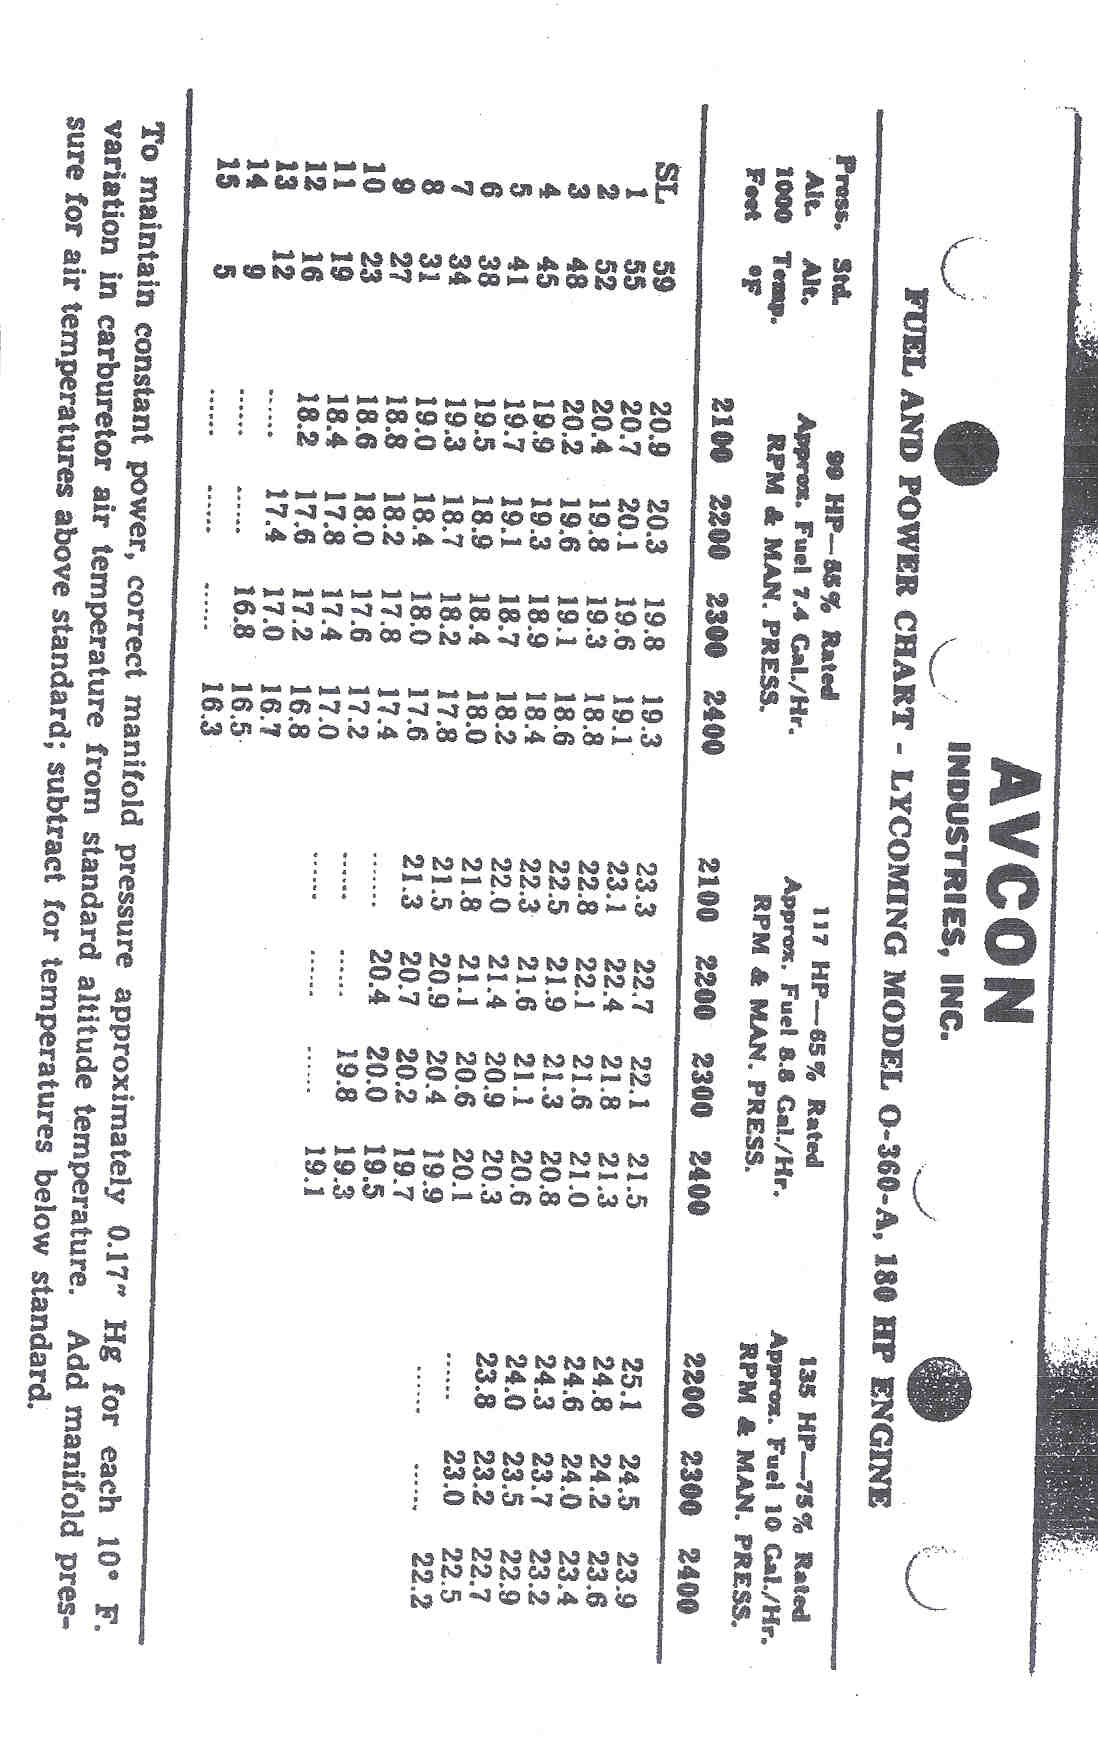 AVCON
INDUSTRIES, INC.
FUEL AND POWER CHART - LYCOMING MODEL O-360-A, 180 HP ENGINE
Press. Std. 99 HP—55% Rated 117 HP—65% Rated 135 HP—75% Rated
Alt. Alt. Approx. Fuel 7.4 Gal./Hr. Approx. Fuel 8.8 Gal./Hr. Approx. Fuel 10 Gal./Hr.
1000 Temp. RPM & MAN. PRESS. RPM & MAN. PRESS. RPM & MAN. PRESS.
Feet °F
2100 2200 2300 2400 2100 2200 2300 2400 2200 2300 2400
SL 59 20.9 20.3 19.8 19.3 23.3 22.7 22.1 21.5 25.1 24.5 23.9
1 55 20.7 20.1 19.6 19.1 23.1 22.4 21.8 21.3 24.8 24.2 23.6
2 52 20.4 19.8 19.3 18.8 22.8 22.1 21.6 21.0 24.6 24.0 23.4
3 48 20.2 19.6 19.1 18.6 22.5 21.9 21.3 20.8 24.3 23.7 23.2
4 45 19.9 19.3 18.9 18.4 22.3 21.6 21.1 20.6 24.0 23.5 22.9
5 41 19.7 19.1 18.7 18.2 22.0 21.4 20.9 20.3 23.8 23.2 22.7
6 38 19.5 18.9 18.4 18.0 21.8 21.1 20.6 20.1 ..... 23.0 22.5
7 34 19.3 18.7 18.2 17.8 21.5 20.9 20.4 19.9 ..... ..... 22.2
8 31 19.0 18.4 18.0 17.6 21.3 20.7 20.2 19.7
9 27 18.8 18.2 17.8 17.4 ...... 20.4 20.0 19.5
10 23 18.6 18.0 17.6 17.2 ...... ...... 19.8 19.3
11 19 18.4 17.8 17.4 17.0 ...... ...... ...... 19.1
12 16 18.2 17.6 17.2 16.8
13 12 ...... 17.4 17.0 16.7
14 9 ...... ...... 16.8 16.5
15 5 ...... ...... ...... 16.3
To maintain constant power, correct manifold pressure approximately 0.17" Hg for each 10° F.
variation in carburetor air temperature from standard altitude temperature. Add manifold pres-
sure for air temperatures above standard; subtract for temperatures below standard.